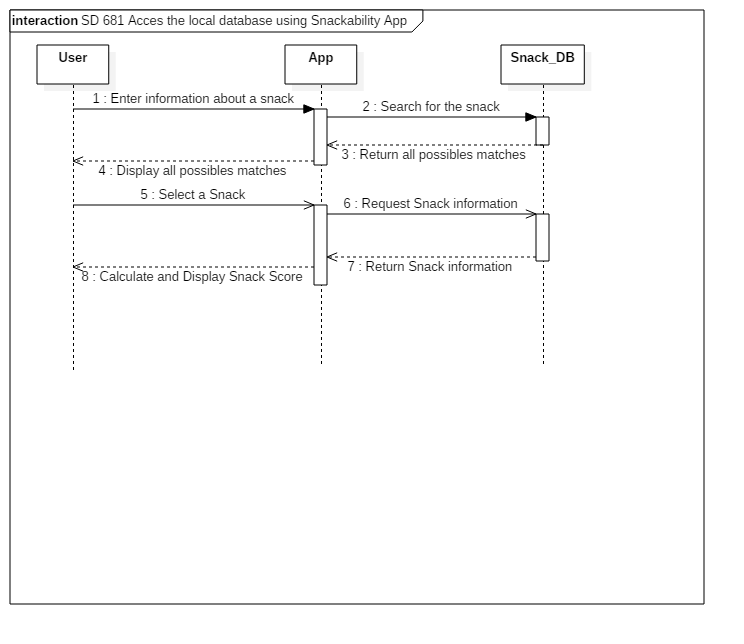 interaction SD 681 Acces the local database using Snackability App
User
App
Snack_DB
1 : Enter information about a snack
2 : Search for the snack
3 : Return all possibles matches
4 : Display all possibles matches
5 : Select a Snack
6 : Request Snack information
7 : Return Snack information
8 : Calculate and Display Snack Score